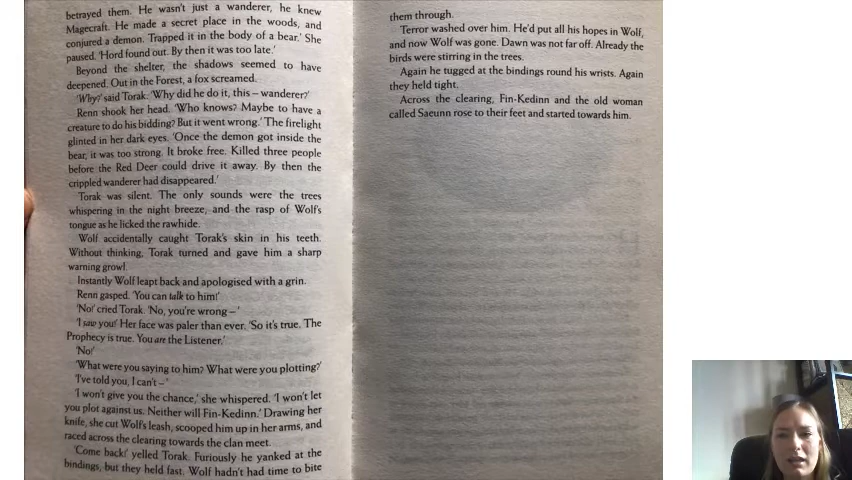 betrayed them. He wasn't just a wanderer, he knew
Magecraft. He made a secret place in the woods, and
conjured a demon. Trapped it in the body of a bear.' She
paused. 'Hord found out. By then it was too late.'
Beyond the shelter, the shadows seemed to have
deepened. Out in the Forest, a fox screamed.
'Why?' said Torak. 'Why did he do it, this – wanderer?'
Renn shook her head. 'Who knows? Maybe to have a
creature to do his bidding? But it went wrong.' The firelight
glinted in her dark eyes. 'Once the demon got inside the
bear, it was too strong. It broke free. Killed three people
before the Red Deer could drive it away. By then the
crippled wanderer had disappeared.'
Torak was silent. The only sounds were the trees
whispering in the night breeze, and the rasp of Wolf's
tongue as he licked the rawhide.
Wolf accidentally caught Torak's skin in his teeth.
Without thinking, Torak turned and gave him a sharp
warning growl.
Instantly Wolf leapt back and apologised with a grin.
Renn gasped. 'You can talk to him!'
'No!' cried Torak. 'No, you're wrong –'
'I saw you!' Her face was paler than ever. 'So it's true. The
Prophecy is true. You are the Listener.'
'No!'
'What were you saying to him? What were you plotting?'
'I've told you, I can't –'
'I won't give you the chance,' she whispered. 'I won't let
you plot against us. Neither will Fin-Kedinn.' Drawing her
knife, she cut Wolf's leash, scooped him up in her arms, and
raced across the clearing towards the clan meet.
'Come back!' yelled Torak. Furiously he yanked at the
bindings, but they held fast. Wolf hadn't had time to bite
them through.
Terror washed over him. He'd put all his hopes in Wolf,
and now Wolf was gone. Dawn was not far off. Already the
birds were stirring in the trees.
Again he tugged at the bindings round his wrists. Again
they held tight.
Across the clearing, Fin-Kedinn and the old woman
called Saeunn rose to their feet and started towards him.